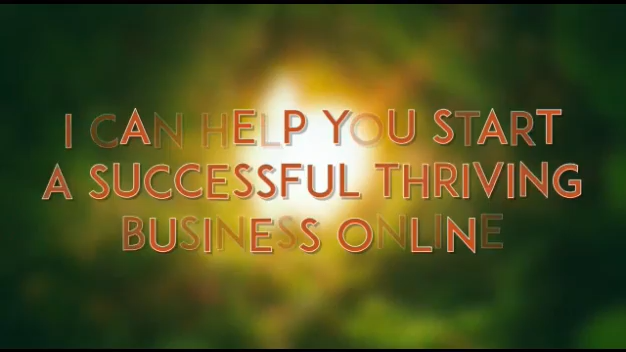 I CAN HELP YOU START
A SUCCESSFUL THRIVING
BUSINESS ONLINE